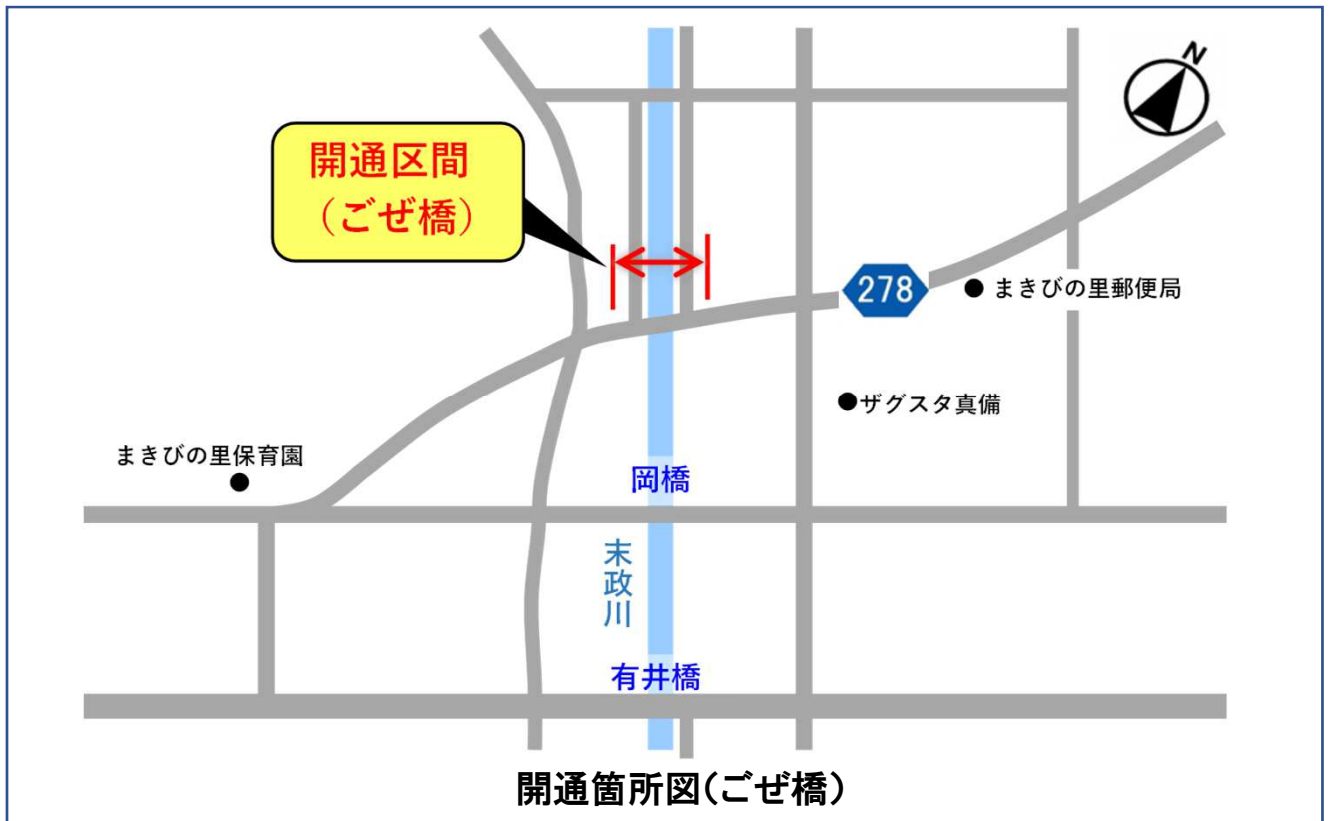 N
開通区間
（ごぜ橋）
278
まきびの里郵便局
ザグスタ真備
まきびの里保育園
岡橋
末政川
有井橋
開通箇所図（ごぜ橋）